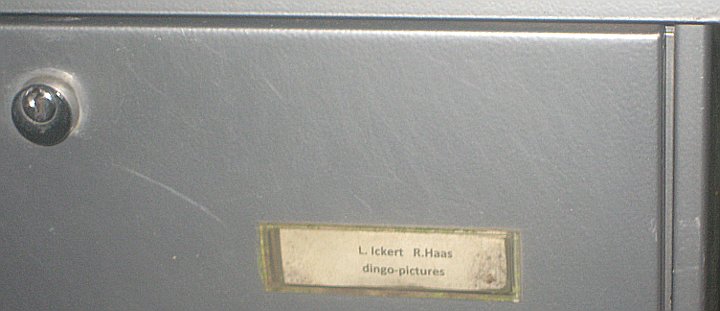 L. Ickert R.Haas
dingo-pictures